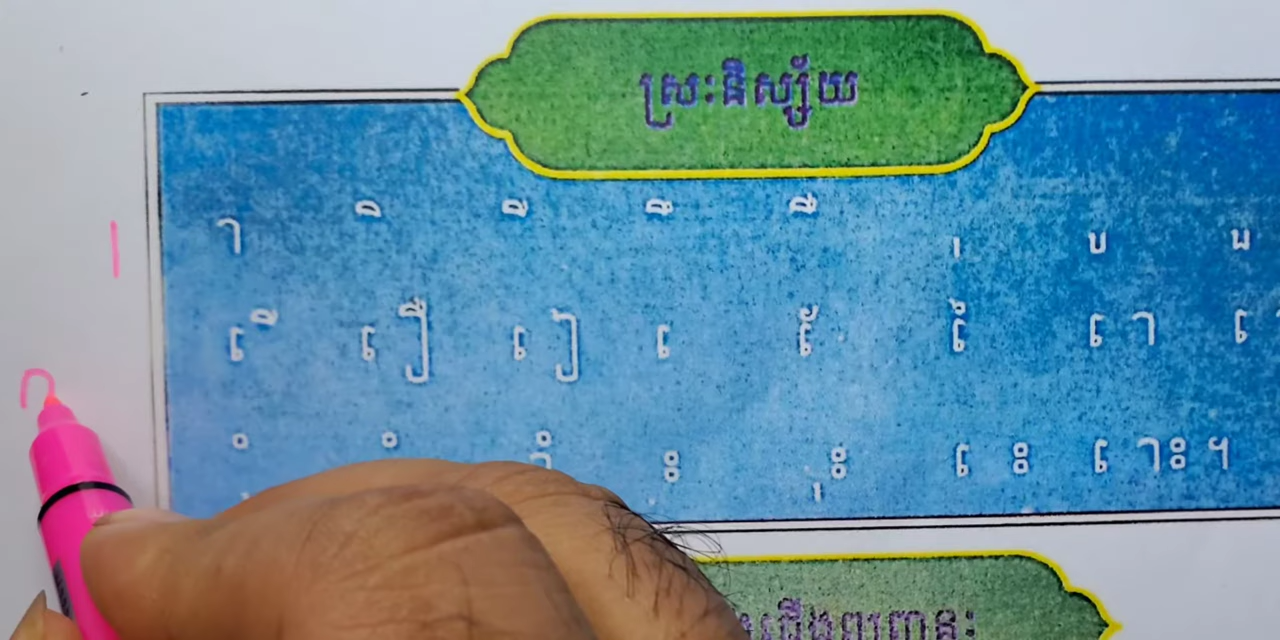 ស្រៈនិស្ស័យ
ា ិ ី ឹ ឺ ុ ូ ួ
ើ ឿ ៀ េ ែ ៃ ោ
ុំ ំ ាំ ះ ុះ េះ ោះ ។